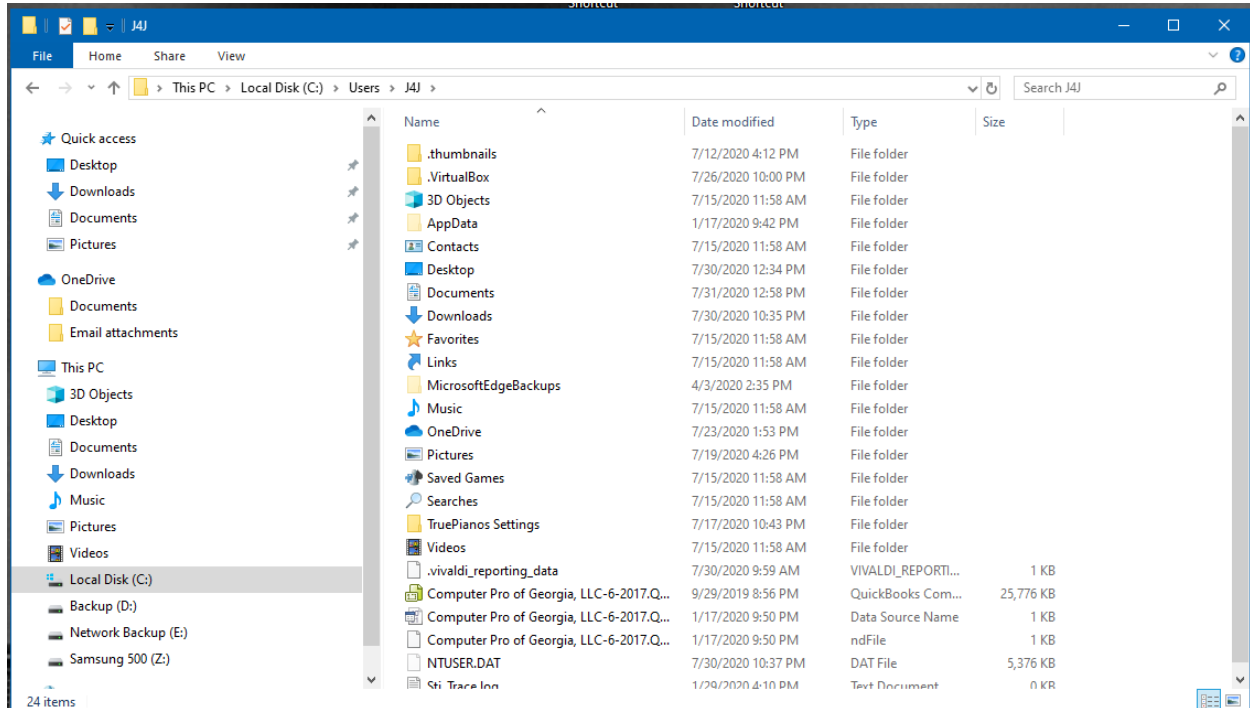 Shortcut Shortcut
J4J
File Home Share View
This PC > Local Disk (C:) > Users > J4J >
Search J4J
Quick access
Desktop
Downloads
Documents
Pictures
OneDrive
Documents
Email attachments
This PC
3D Objects
Desktop
Documents
Downloads
Music
Pictures
Videos
Local Disk (C:)
Backup (D:)
Network Backup (E:)
Samsung 500 (Z:)
Name Date modified Type Size
.thumbnails 7/12/2020 4:12 PM File folder
.VirtualBox 7/26/2020 10:00 PM File folder
3D Objects 7/15/2020 11:58 AM File folder
AppData 1/17/2020 9:42 PM File folder
Contacts 7/15/2020 11:58 AM File folder
Desktop 7/30/2020 12:34 PM File folder
Documents 7/31/2020 12:58 PM File folder
Downloads 7/30/2020 10:35 PM File folder
Favorites 7/15/2020 11:58 AM File folder
Links 7/15/2020 11:58 AM File folder
MicrosoftEdgeBackups 4/3/2020 2:35 PM File folder
Music 7/15/2020 11:58 AM File folder
OneDrive 7/23/2020 1:53 PM File folder
Pictures 7/19/2020 4:26 PM File folder
Saved Games 7/15/2020 11:58 AM File folder
Searches 7/15/2020 11:58 AM File folder
TruePianos Settings 7/17/2020 10:43 PM File folder
Videos 7/15/2020 11:58 AM File folder
.vivaldi_reporting_data 7/30/2020 9:59 AM VIVALDI_REPORTI... 1 KB
Computer Pro of Georgia, LLC-6-2017.Q... 9/29/2019 8:56 PM QuickBooks Com... 25,776 KB
Computer Pro of Georgia, LLC-6-2017.Q... 1/17/2020 9:50 PM Data Source Name 1 KB
Computer Pro of Georgia, LLC-6-2017.Q... 1/17/2020 9:50 PM ndFile 1 KB
NTUSER.DAT 7/30/2020 10:37 PM DAT File 5,376 KB
Sti_Trace.log 1/29/2020 4:10 PM Text Document 0 KB
24 items